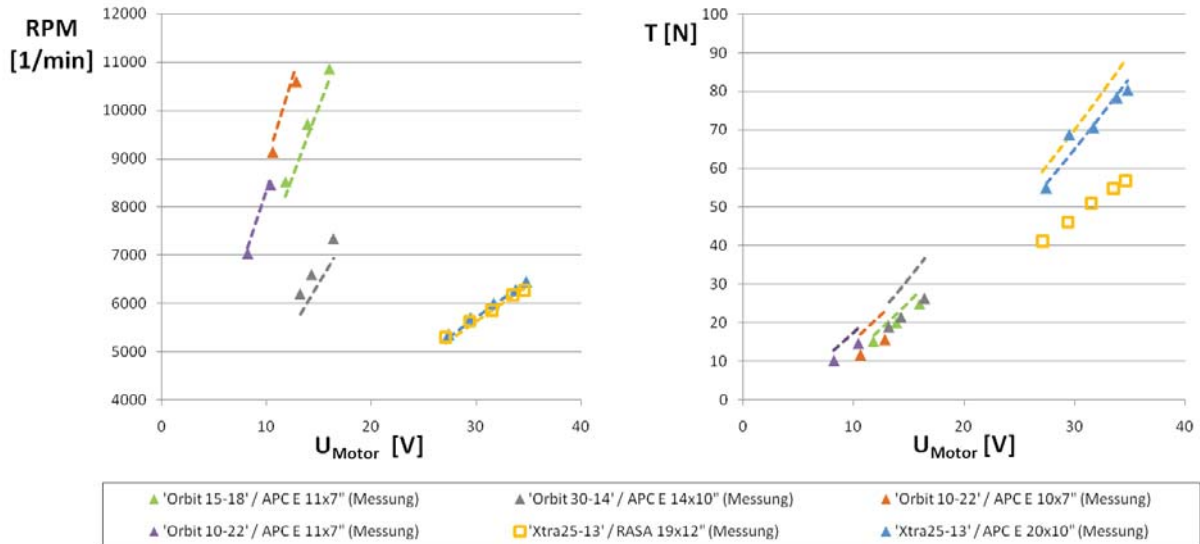 RPM
[1/min]
12000
11000
10000
9000
8000
7000
6000
5000
4000
0
10
20
30
40
U_Motor [V]
T [N]
100
90
80
70
60
50
40
30
20
10
0
0
10
20
30
40
U_Motor [V]
'Orbit 15-18' / APC E 11x7" (Messung)
'Orbit 30-14' / APC E 14x10" (Messung)
'Orbit 10-22' / APC E 10x7" (Messung)
'Orbit 10-22' / APC E 11x7" (Messung)
'Xtra25-13' / RASA 19x12" (Messung)
'Xtra25-13' / APC E 20x10" (Messung)